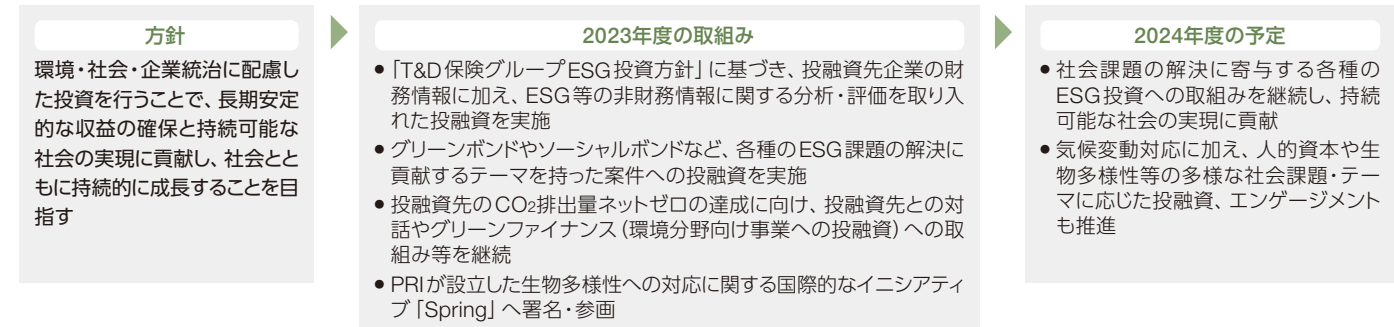 方針
環境・社会・企業統治に配慮し
た投資を行うことで、長期安定
的な収益の確保と持続可能な
社会の実現に貢献し、社会とと
もに持続的に成長することを目
指す
2023年度の取組み
●「T&D保険グループESG投資方針」に基づき、投融資先企業の財
務情報に加え、ESG等の非財務情報に関する分析・評価を取り入
れた投融資を実施
●グリーンボンドやソーシャルボンドなど、各種のESG課題の解決に
貢献するテーマを持った案件への投融資を実施
●投融資先のCO₂排出量ネットゼロの達成に向け、投融資先との対
話やグリーンファイナンス（環境分野向け事業への投融資）への取
組み等を継続
●PRIが設立した生物多様性への対応に関する国際的なイニシアティ
ブ「Spring」へ署名・参画
2024年度の予定
●社会課題の解決に寄与する各種の
ESG投資への取組みを継続し、持続
可能な社会の実現に貢献
●気候変動対応に加え、人的資本や生
物多様性等の多様な社会課題・テー
マに応じた投融資、エンゲージメント
も推進